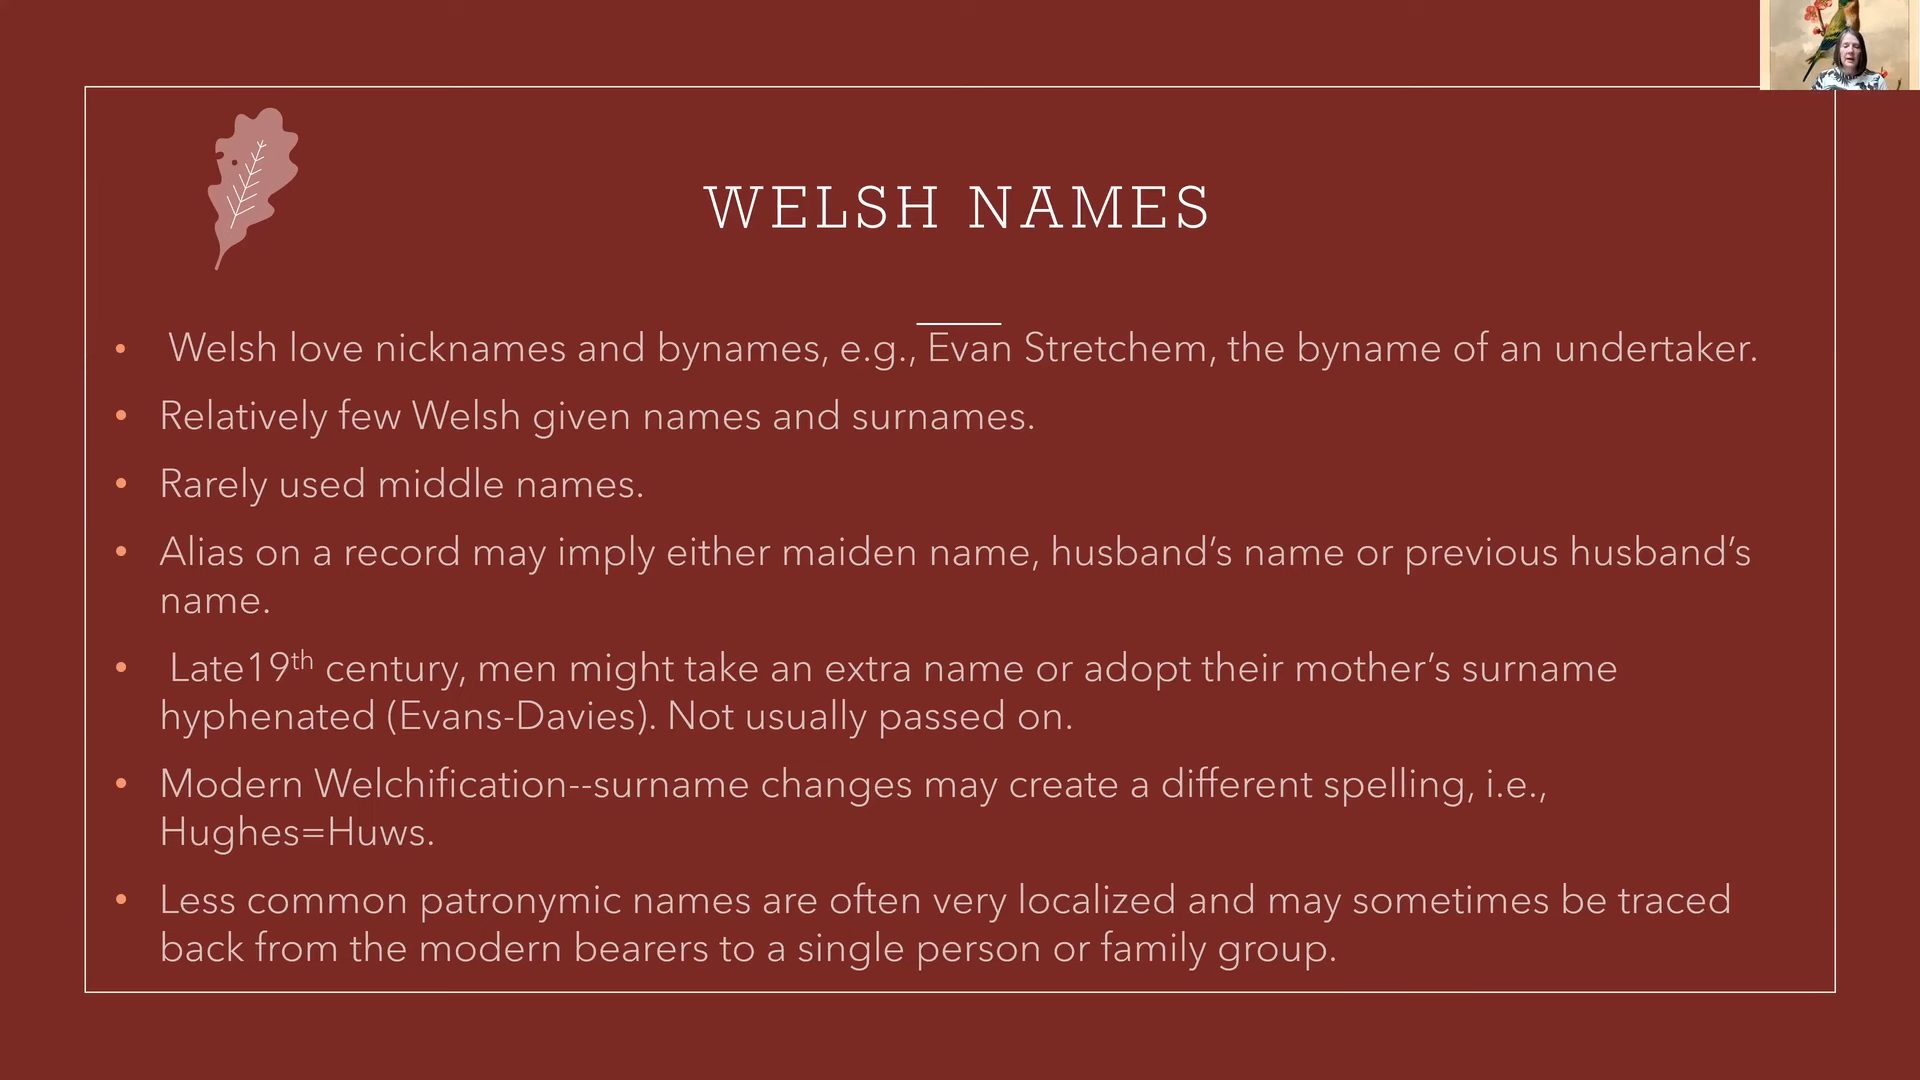 WELSH NAMES
• Welsh love nicknames and bynames, e.g., Evan Stretchem, the byname of an undertaker.
• Relatively few Welsh given names and surnames.
• Rarely used middle names.
• Alias on a record may imply either maiden name, husband’s name or previous husband’s
name.
• Late19th century, men might take an extra name or adopt their mother’s surname
hyphenated (Evans-Davies). Not usually passed on.
• Modern Welchification--surname changes may create a different spelling, i.e.,
Hughes=Huws.
• Less common patronymic names are often very localized and may sometimes be traced
back from the modern bearers to a single person or family group.